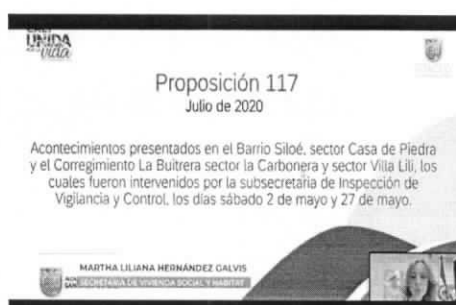 CALI
UNIDA
POR LA
vida
Proposición 117
Julio de 2020
Acontecimientos presentados en el Barrio Siloé, sector Casa de Piedra
y el Corregimiento La Buitrera sector la Carbonera y sector Villa Lili, los
cuales fueron intervenidos por la subsecretaria de Inspección de
Vigilancia y Control, los días sábado 2 de mayo y 27 de mayo.
MARTHA LILIANA HERNÁNDEZ GALVIS
SECRETARIA DE VIVIENDA SOCIAL Y HABITAT